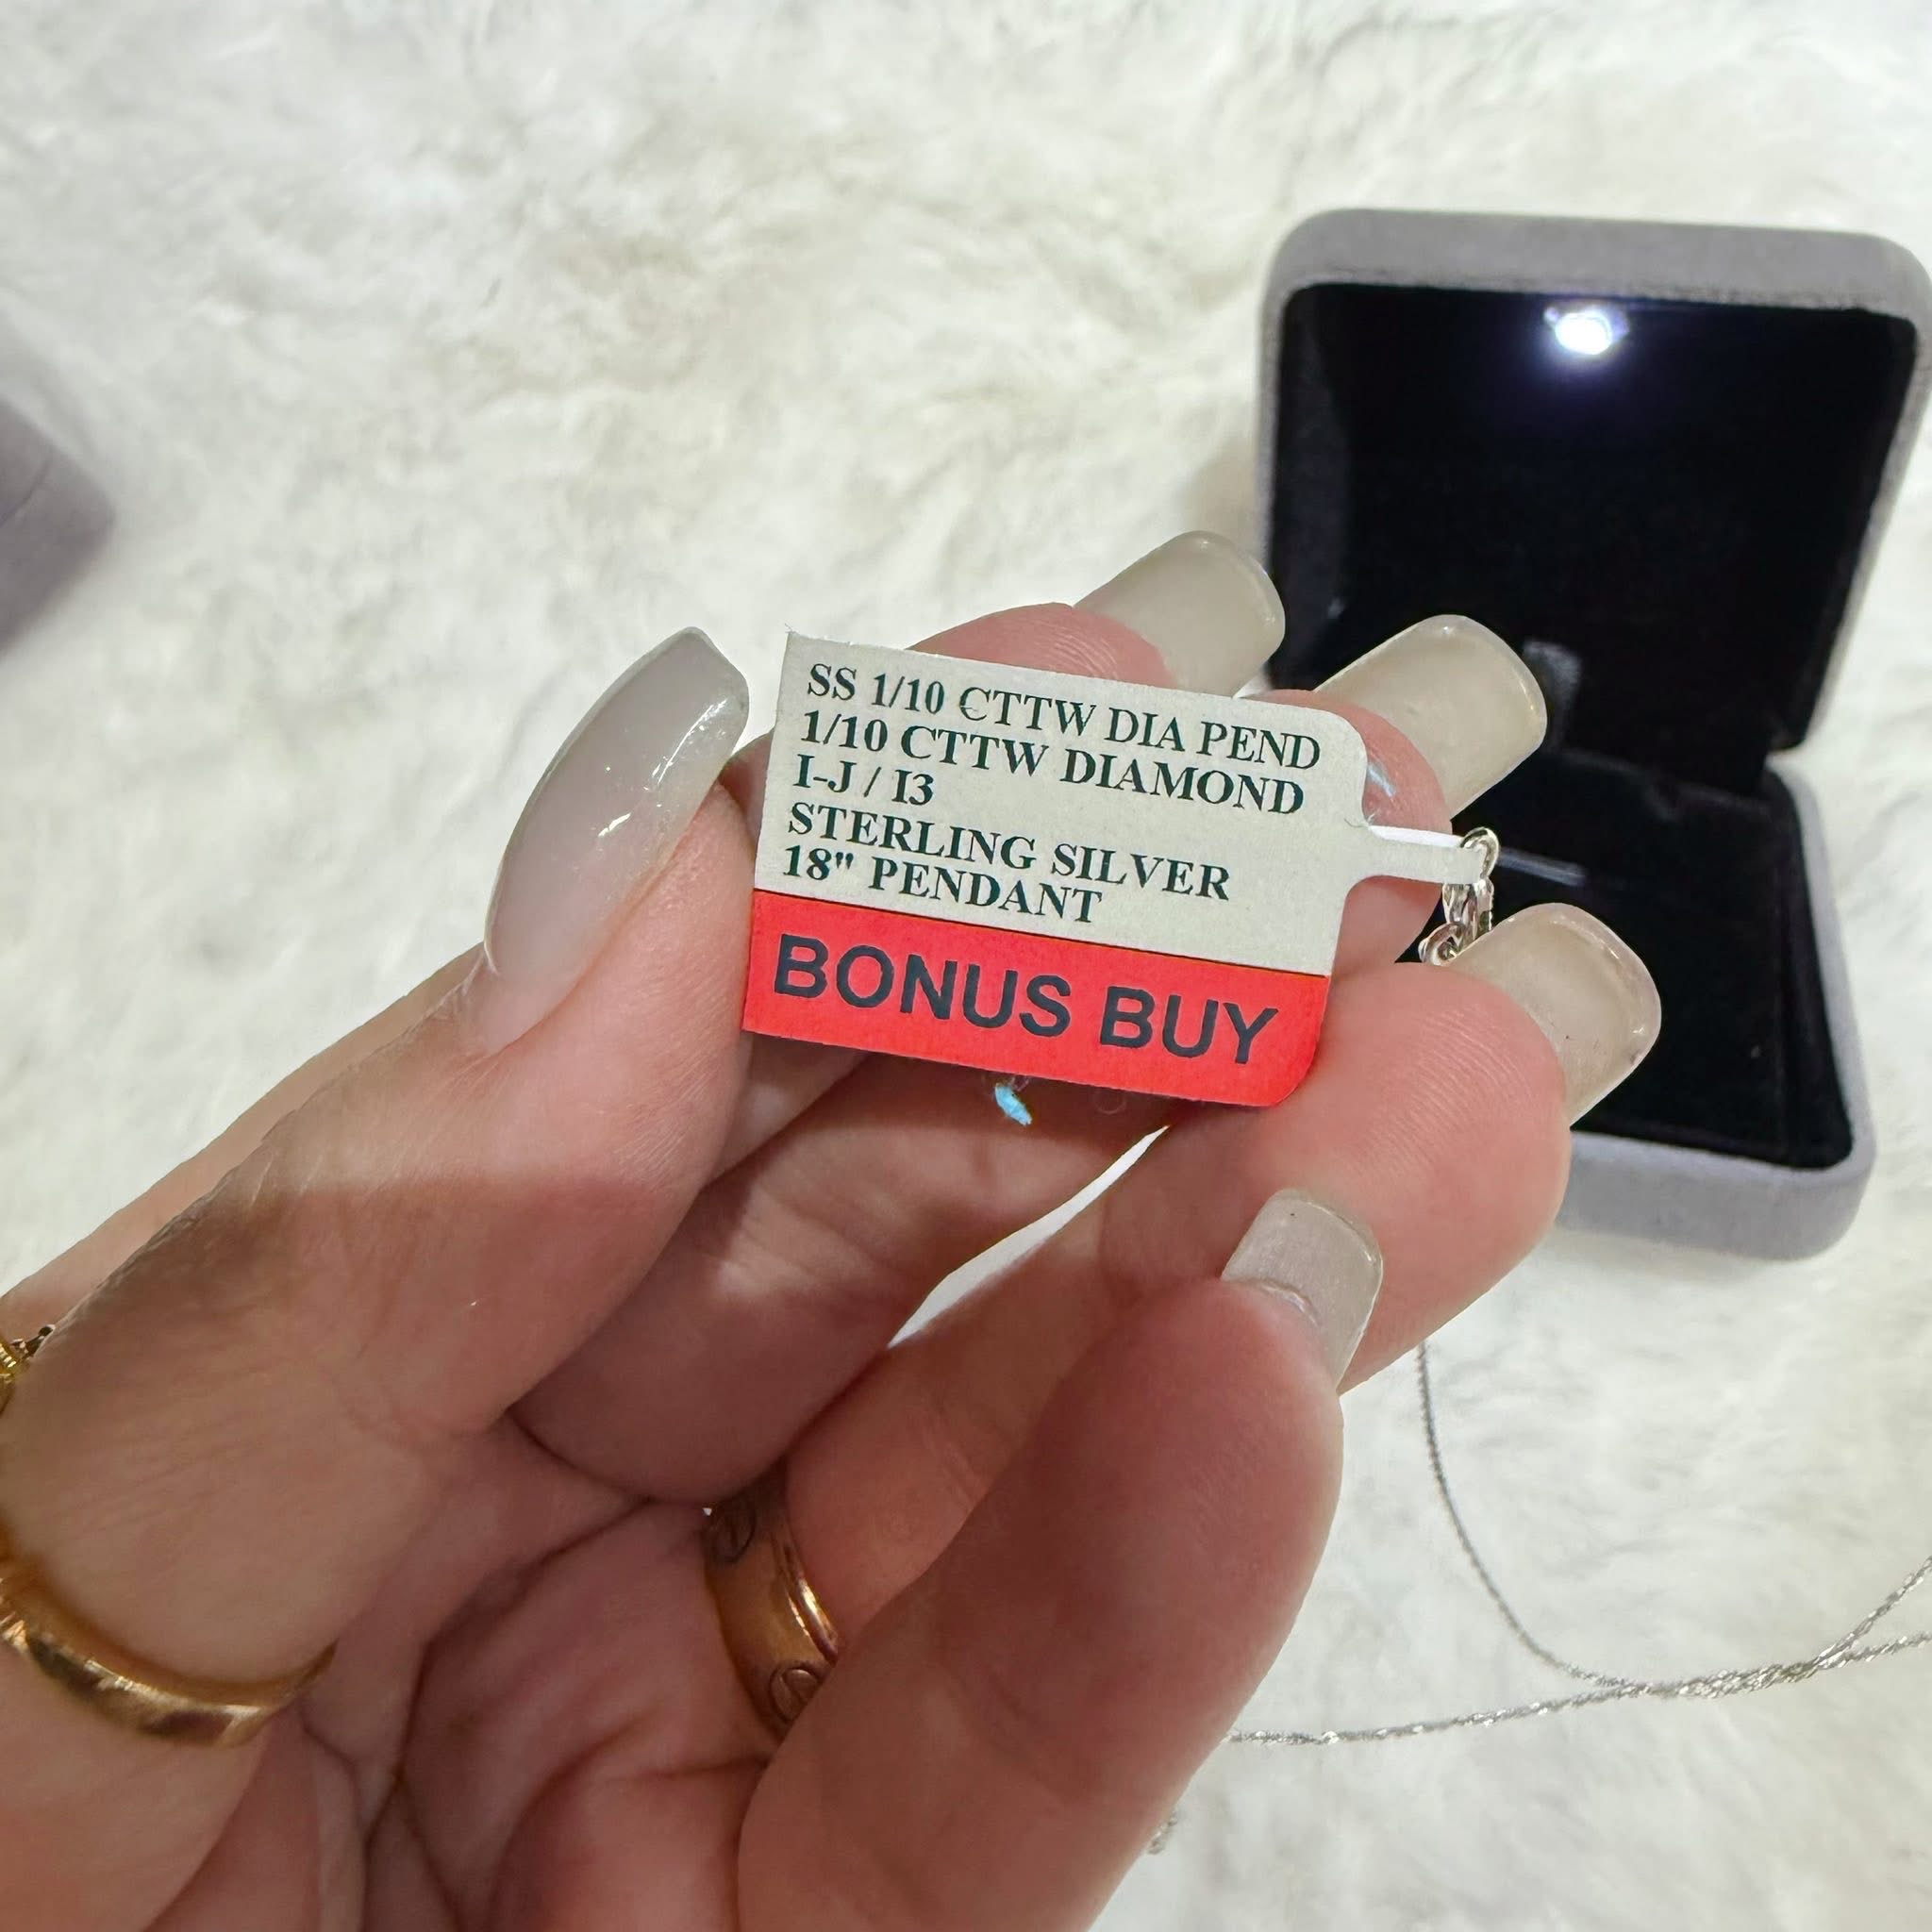 SS 1/10 CTTW DIA PEND
1/10 CTTW DIAMOND
I-J / I3
STERLING SILVER
18" PENDANT
BONUS BUY